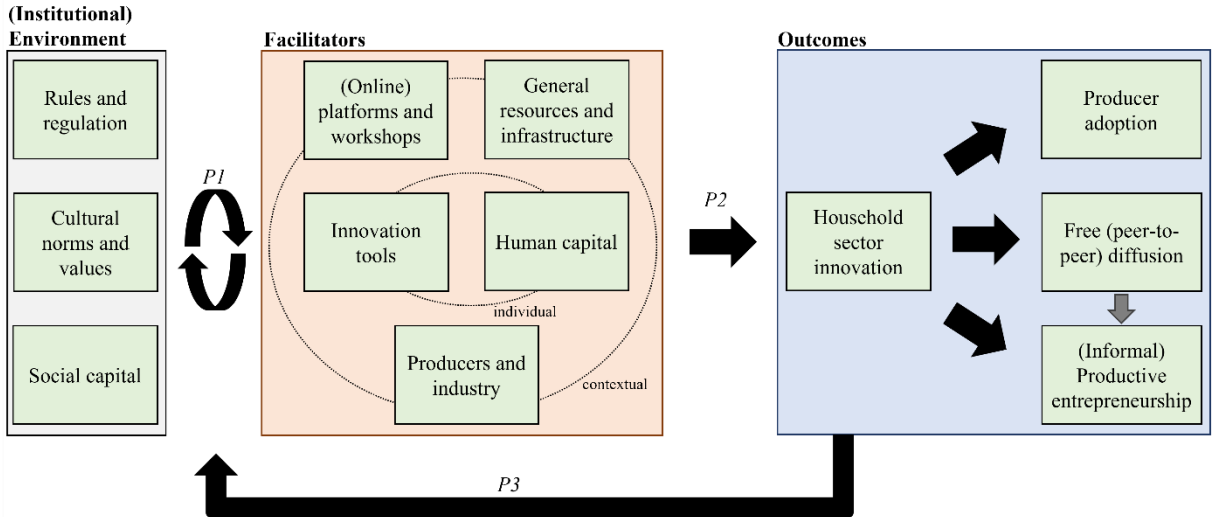 (Institutional)
Environment
Rules and
regulation
Cultural
norms and
values
Social capital
P1
Facilitators
(Online)
platforms and
workshops
General
resources and
infrastructure
Innovation
tools
Human capital
individual
Producers and
industry
contextual
P2
Outcomes
Household
sector
innovation
Producer
adoption
Free (peer-to-
peer) diffusion
(Informal)
Productive
entrepreneurship
P3